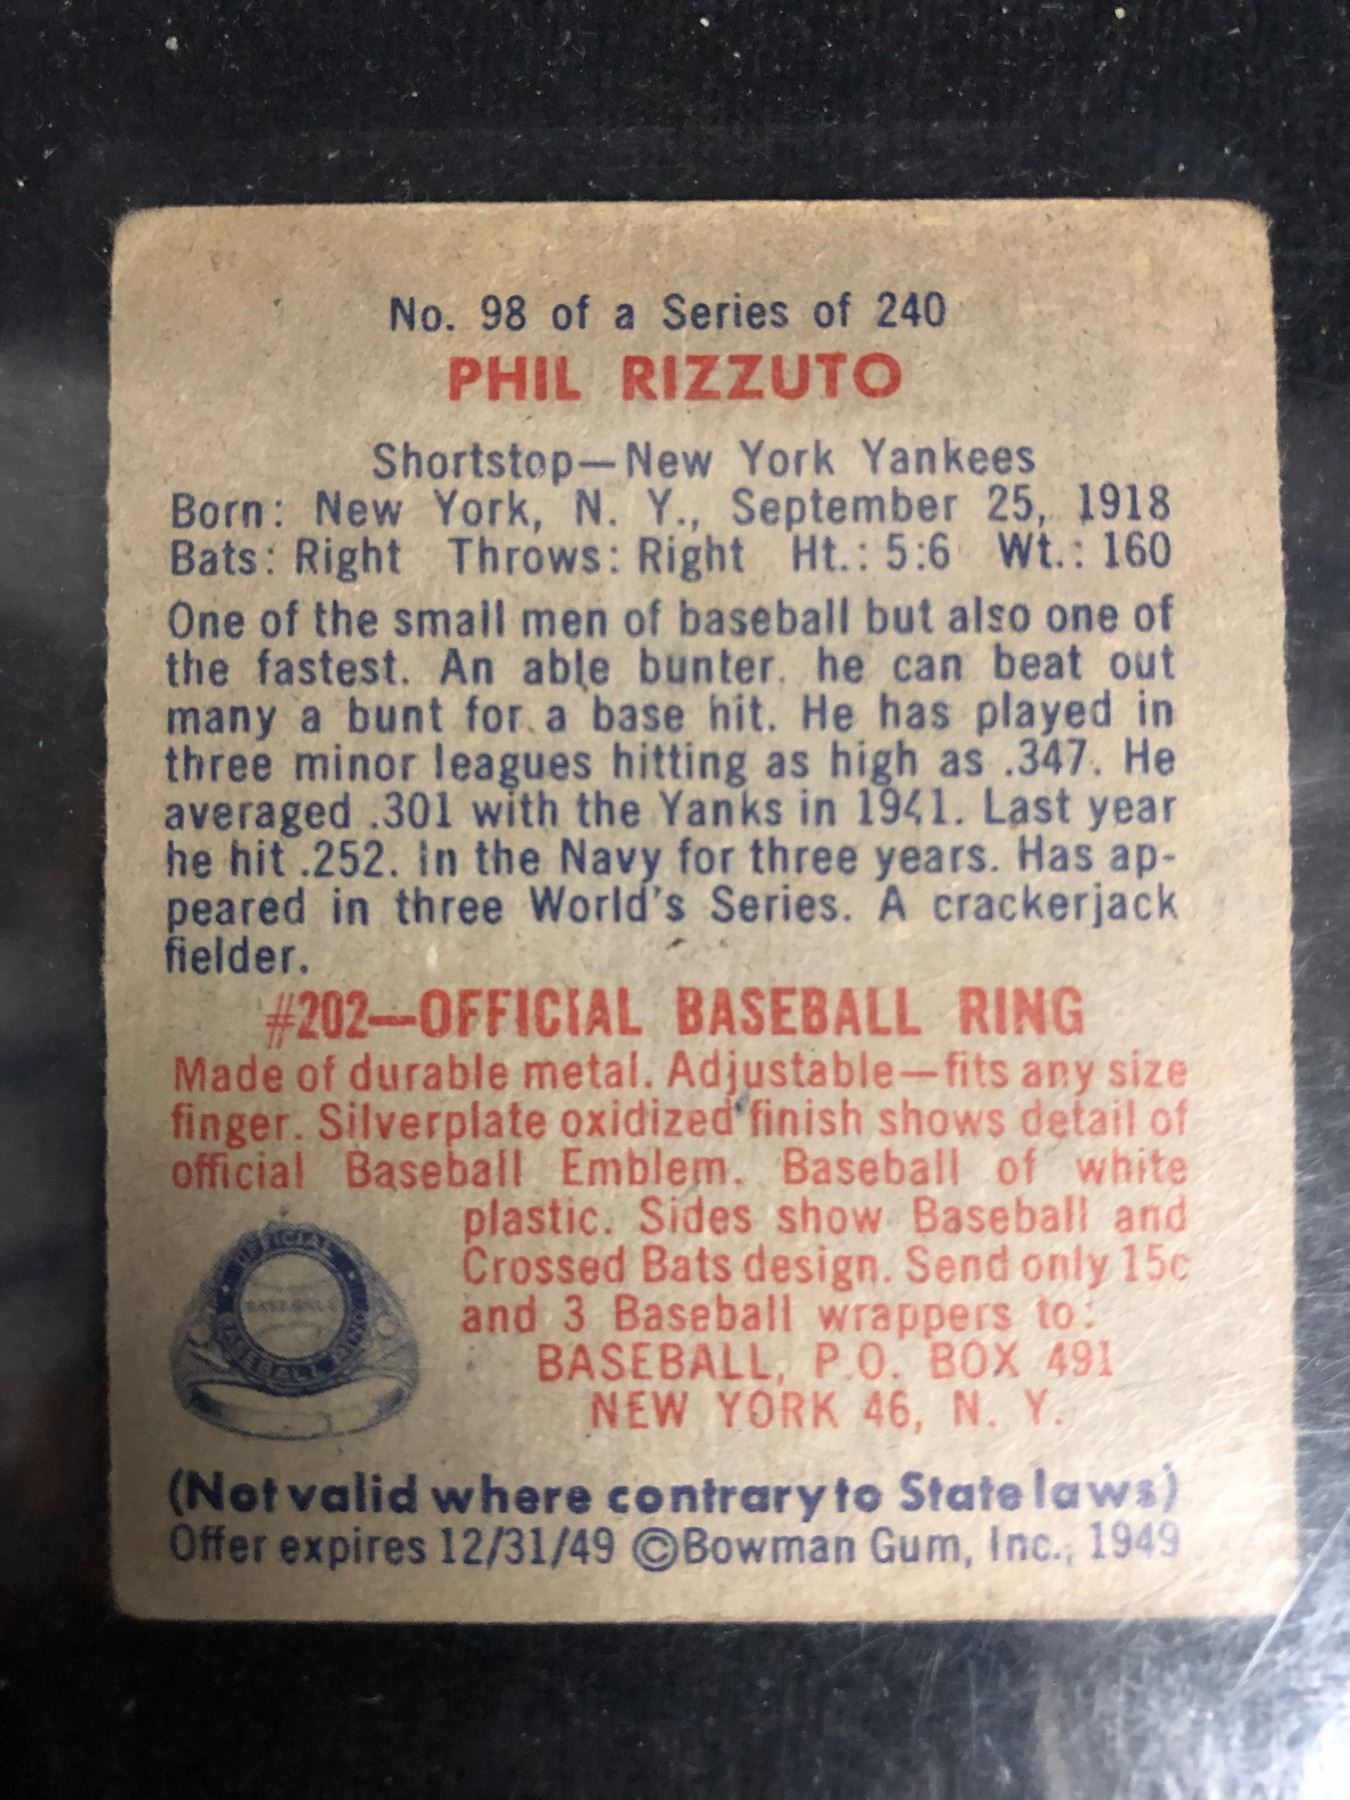 No. 98 of a Series of 240
PHIL RIZZUTO
Shortstop—New York Yankees
Born: New York, N. Y., September 25, 1918
Bats: Right Throws: Right Ht.: 5:6 Wt.: 160
One of the small men of baseball but also one of
the fastest. An able bunter. he can beat out
many a bunt for a base hit. He has played in
three minor leagues hitting as high as .347. He
averaged .301 with the Yanks in 1941. Last year
he hit .252. In the Navy for three years. Has ap-
peared in three World's Series. A crackerjack
fielder.
#202—OFFICIAL BASEBALL RING
Made of durable metal. Adjustable—fits any size
finger. Silverplate oxidized finish shows detail of
official Baseball Emblem. Baseball of white
plastic. Sides show Baseball and
Crossed Bats design. Send only 15c
and 3 Baseball wrappers to:
BASEBALL, P.O. BOX 491
NEW YORK 46, N. Y.
OFFICIAL
BASEBALL
BASEBALL RING
(Not valid where contrary to State laws)
Offer expires 12/31/49 ©Bowman Gum, Inc., 1949